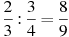 2/3 : 3/4 = 8/9